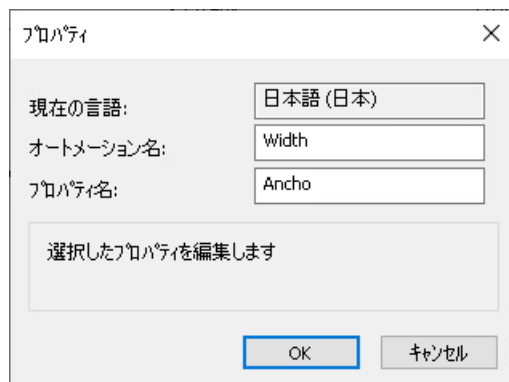 ﾌﾟﾛﾊﾟﾃｨ
現在の言語:
日本語 (日本)
オートメーション名:
Width
ﾌﾟﾛﾊﾟﾃｨ名:
Ancho
選択したﾌﾟﾛﾊﾟﾃｨを編集します
OK
ｷｬﾝｾﾙ